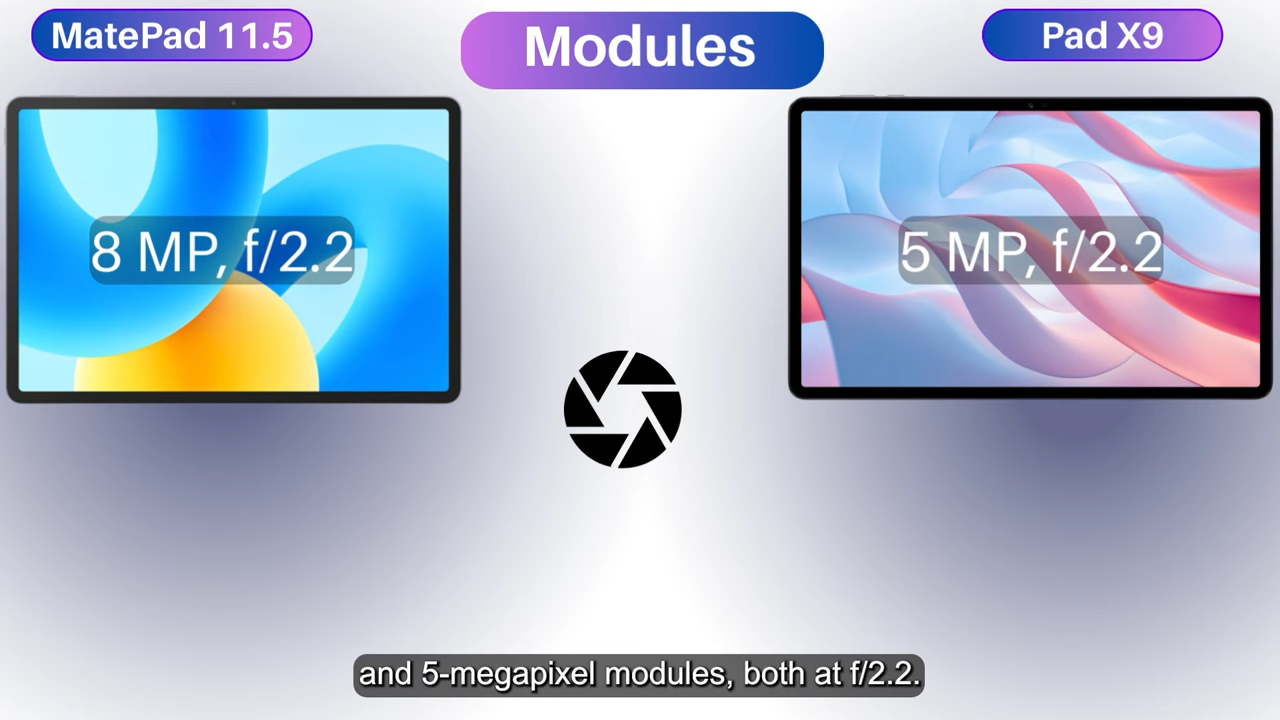 MatePad 11.5
Modules
Pad X9
8 MP, f/2.2
5 MP, f/2.2
and 5-megapixel modules, both at f/2.2.